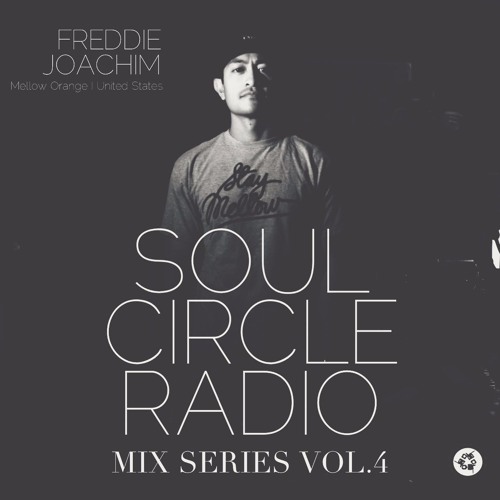 FREDDIE
JOACHIM
Mellow Orange | United States
Stay
Mellow
SOUL
CIRCLE
RADIO
MIX SERIES VOL.4